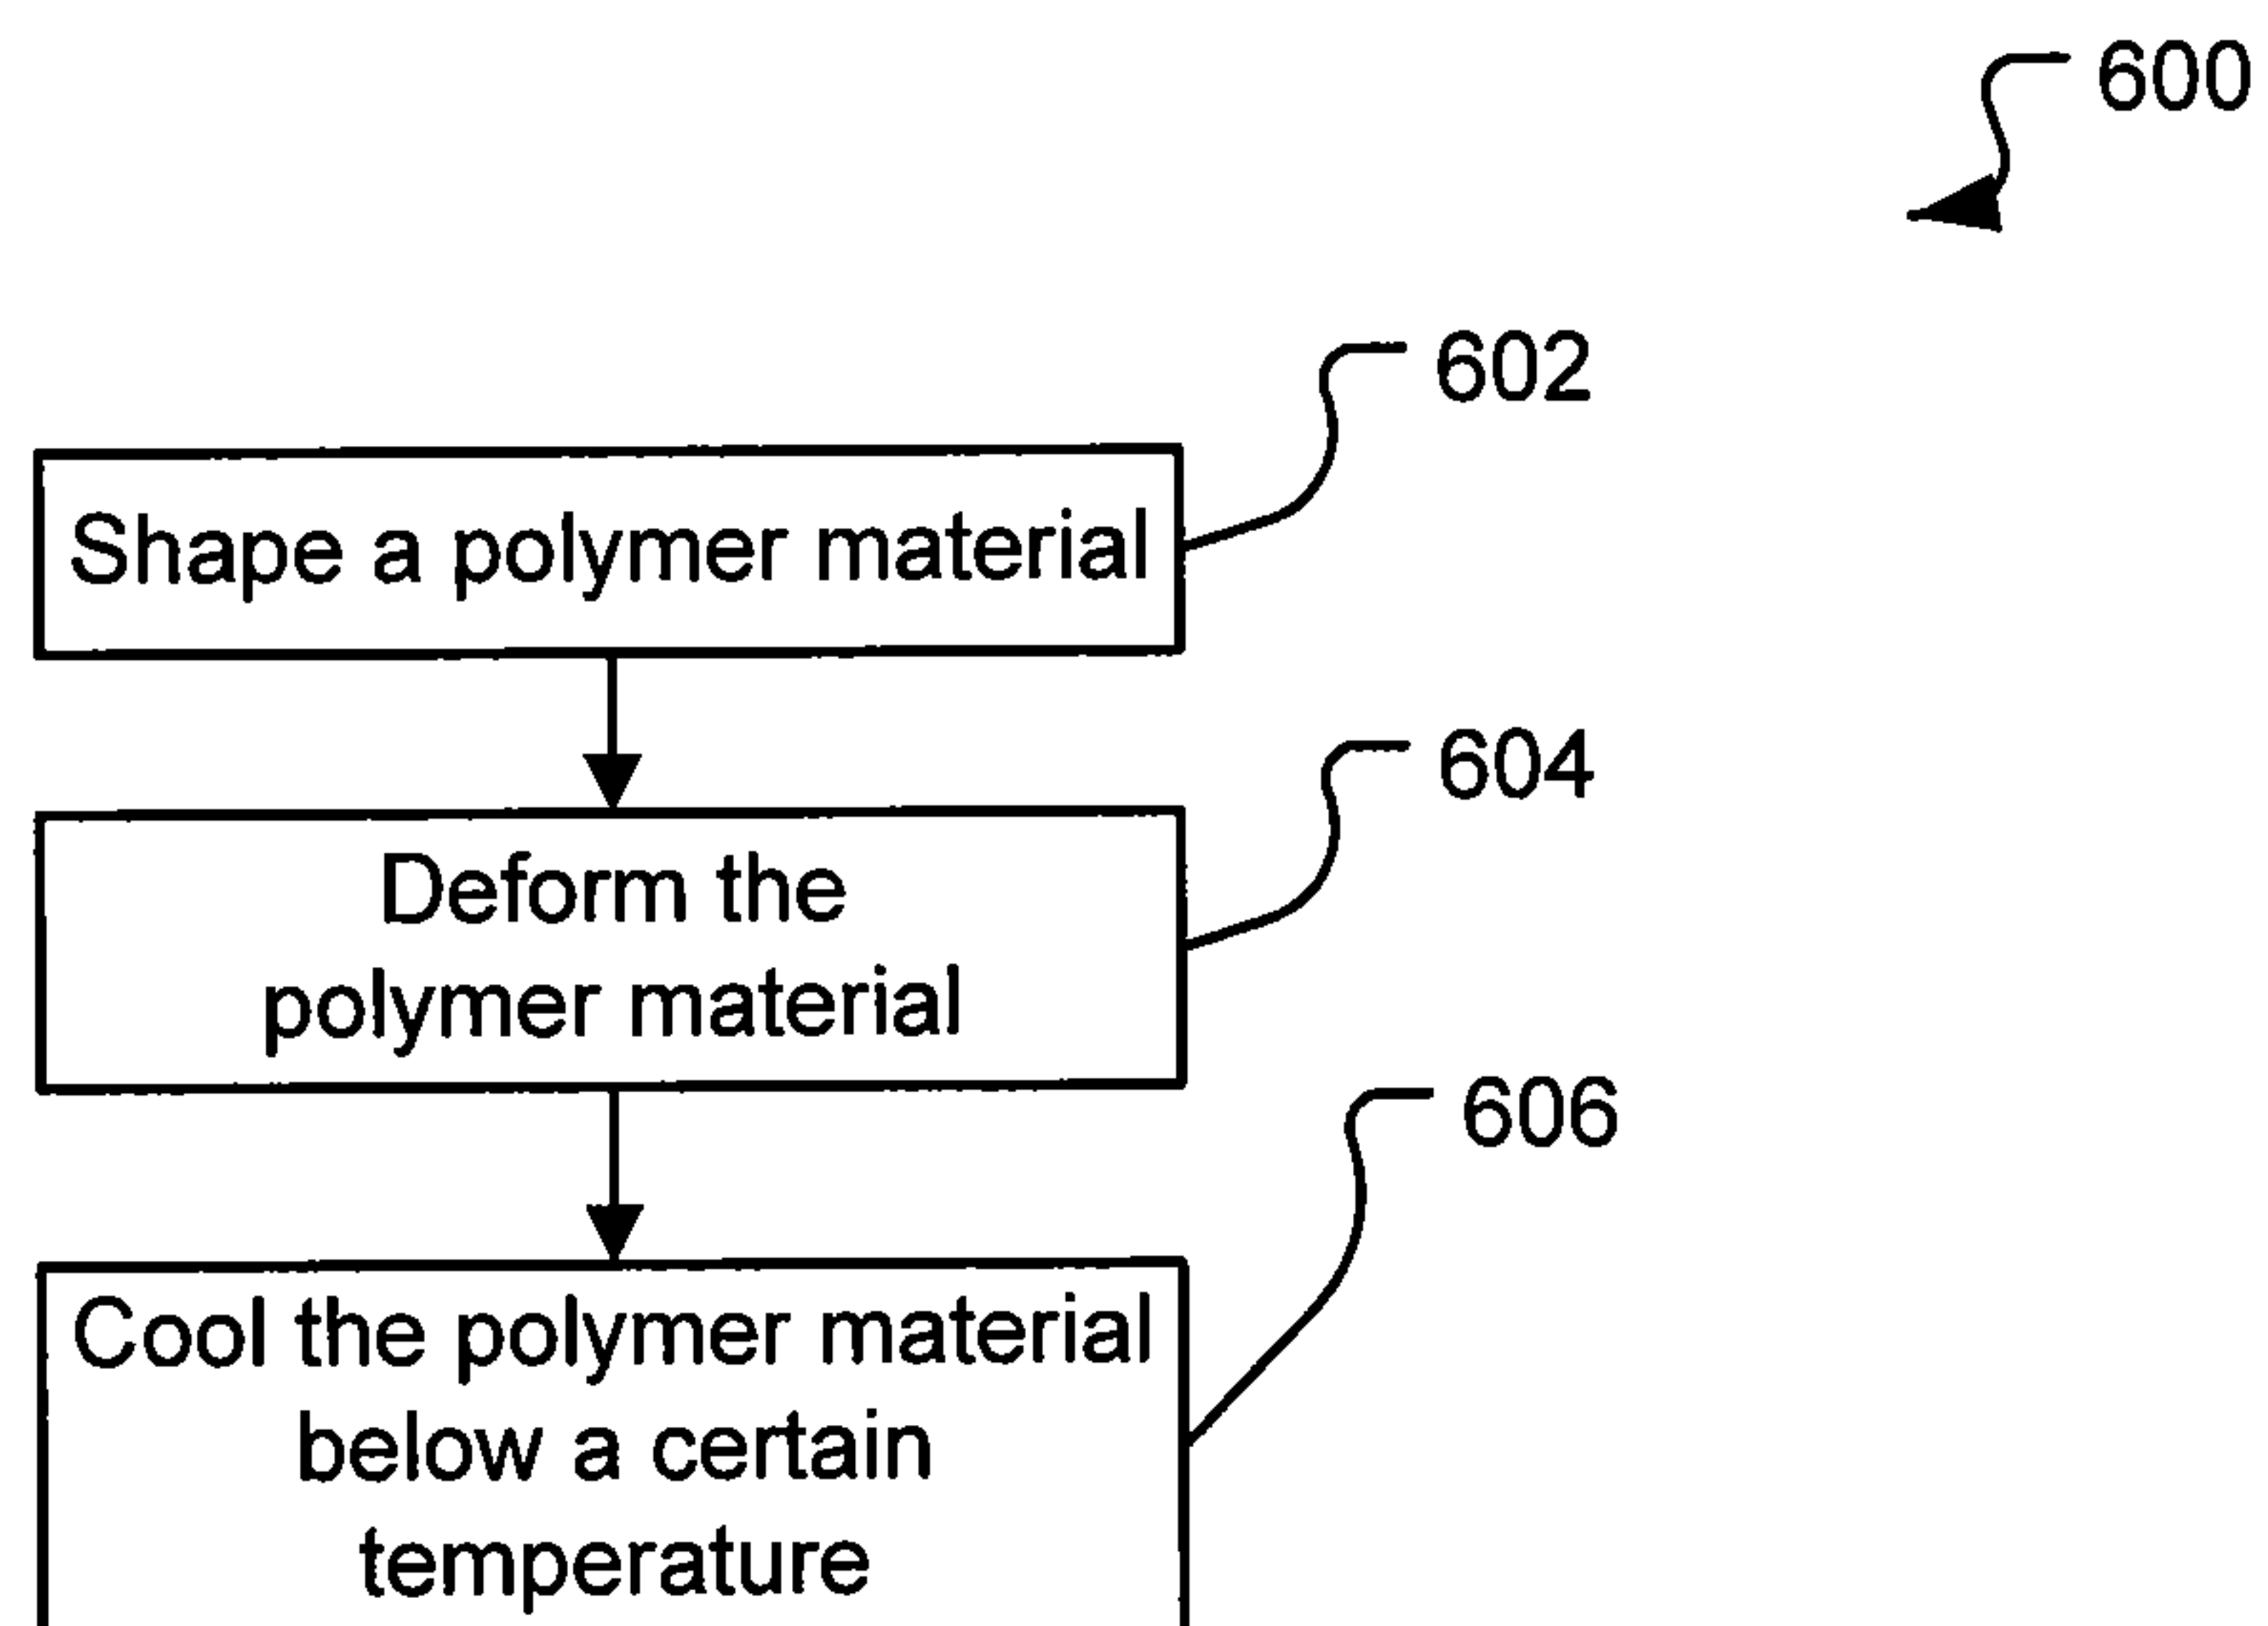 600
602
Shape a polymer material
604
Deform the
polymer material
606
Cool the polymer material
below a certain
temperature